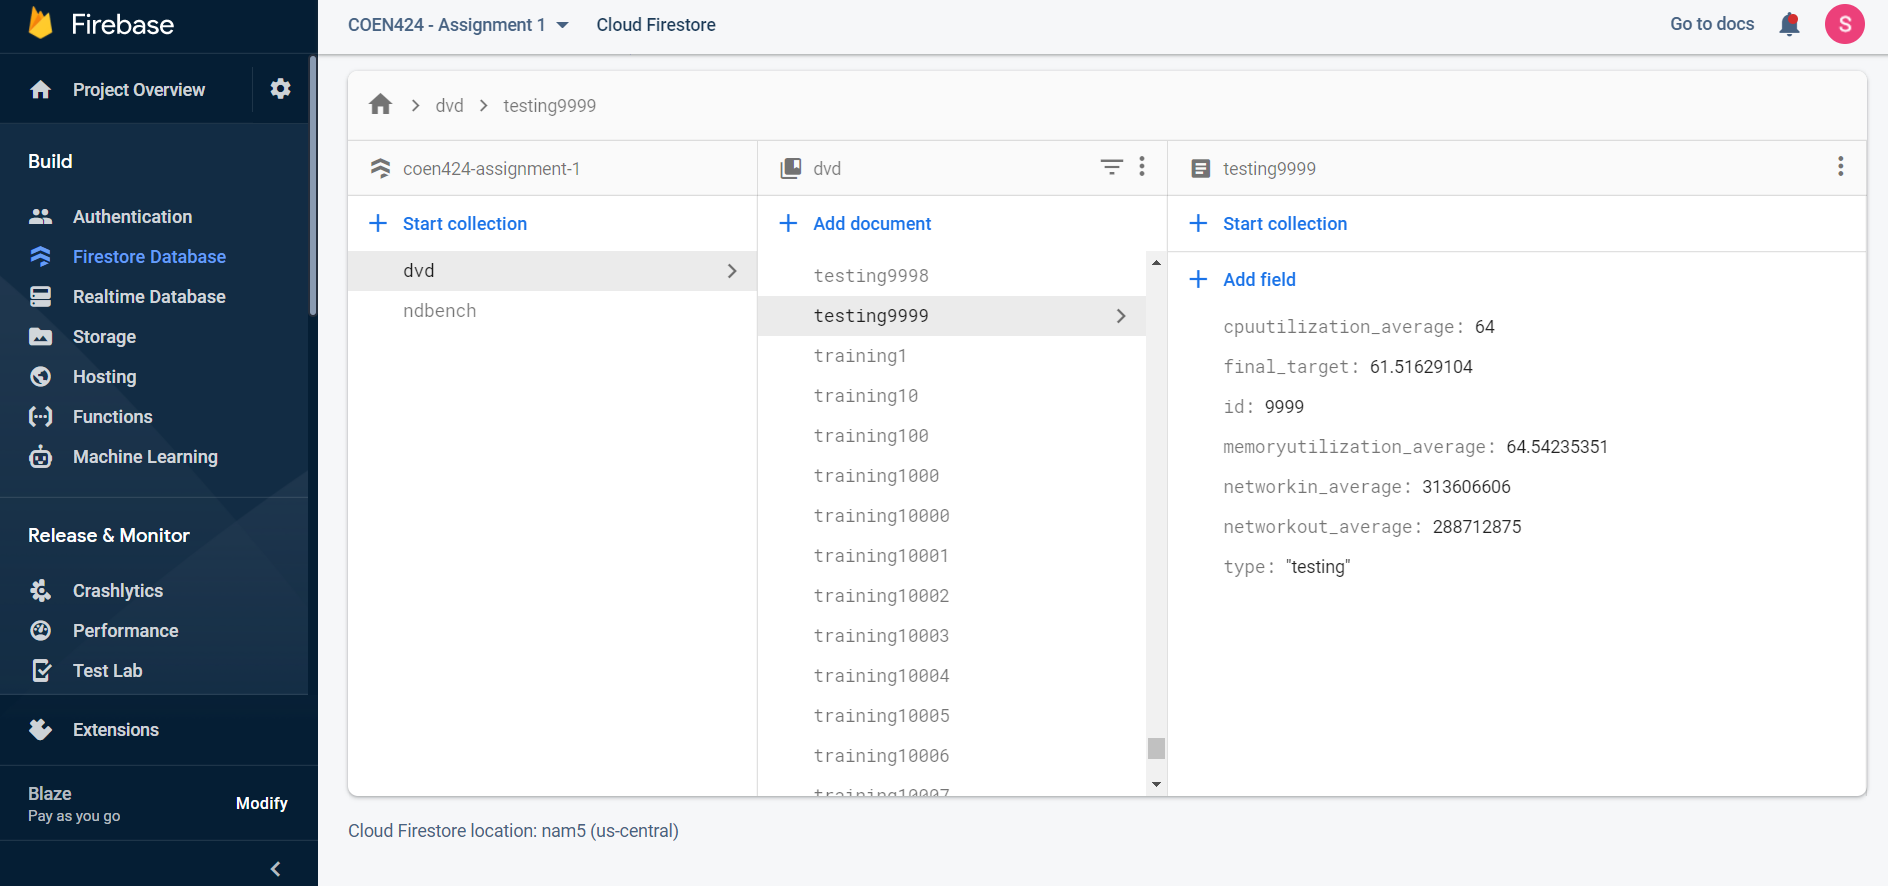 Firebase
Project Overview
Build
Authentication
Firestore Database
Realtime Database
Storage
Hosting
Functions
Machine Learning
Release & Monitor
Crashlytics
Performance
Test Lab
Extensions
Blaze
Pay as you go
Modify
COEN424 - Assignment 1
Cloud Firestore
Go to docs
S
dvd
testing9999
coen424-assignment-1
Start collection
dvd
ndbench
dvd
Add document
testing9998
testing9999
training1
training10
training100
training1000
training10000
training10001
training10002
training10003
training10004
training10005
training10006
training10007
testing9999
Start collection
Add field
cpuutilization_average: 64
final_target: 61.51629104
id: 9999
memoryutilization_average: 64.54235351
networkin_average: 313606606
networkout_average: 288712875
type: "testing"
Cloud Firestore location: nam5 (us-central)